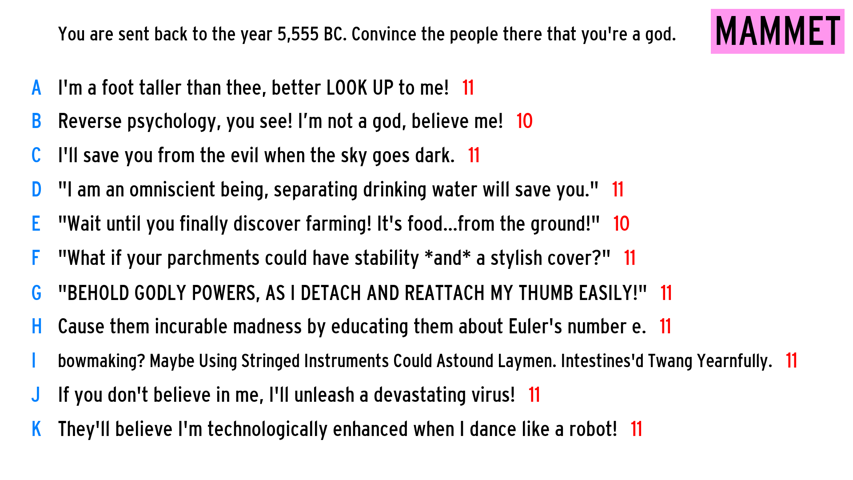 You are sent back to the year 5,555 BC. Convince the people there that you're a god. MAMMET
A I'm a foot taller than thee, better LOOK UP to me! 11
B Reverse psychology, you see! I’m not a god, believe me! 10
C I'll save you from the evil when the sky goes dark. 11
D "I am an omniscient being, separating drinking water will save you." 11
E "Wait until you finally discover farming! It's food...from the ground!" 10
F "What if your parchments could have stability *and* a stylish cover?" 11
G "BEHOLD GODLY POWERS, AS I DETACH AND REATTACH MY THUMB EASILY!" 11
H Cause them incurable madness by educating them about Euler's number e. 11
I bowmaking? Maybe Using Stringed Instruments Could Astound Laymen. Intestines'd Twang Yearnfully. 11
J If you don't believe in me, I'll unleash a devastating virus! 11
K They'll believe I'm technologically enhanced when I dance like a robot! 11